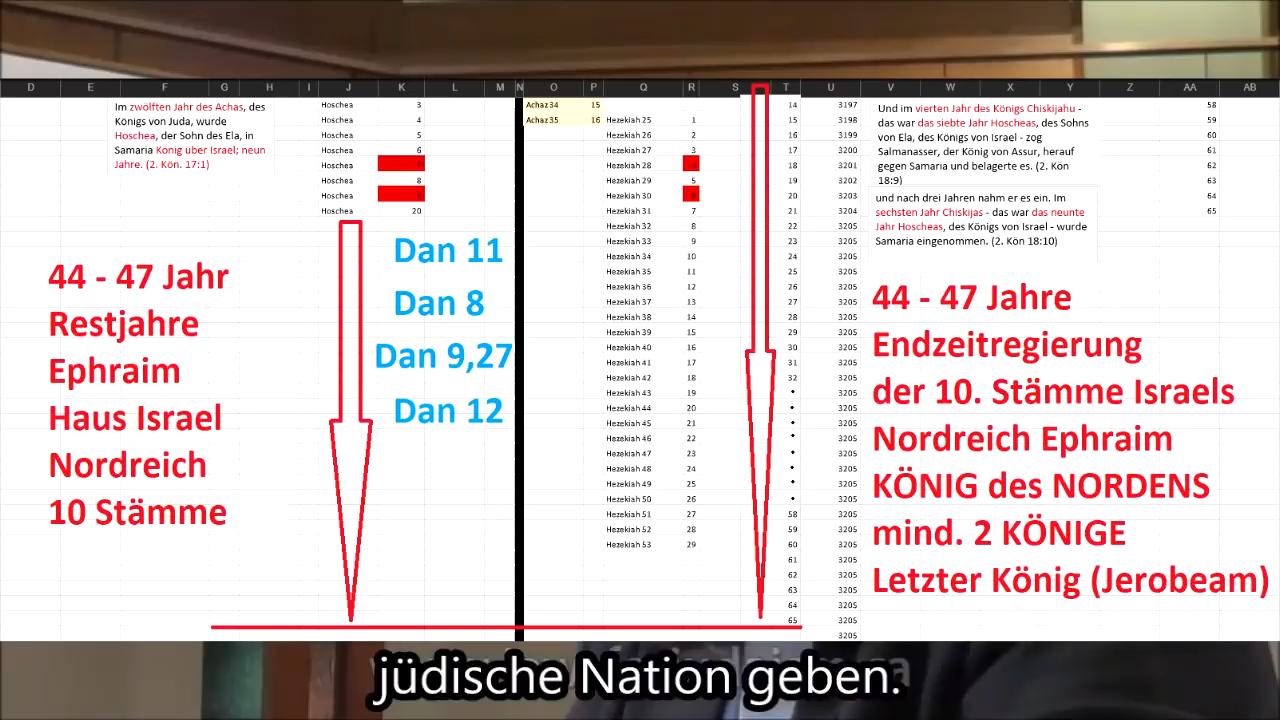 D E F G H I J K L M N O P Q R S T U V W X Y Z AA AB
Im zwölften Jahr des Achas, des
Königs von Juda, wurde
Hoschea, der Sohn des Ela, in
Samaria König über Israel; neun
Jahre. (2. Kön. 17:1)
Hoschea 3
Hoschea 4
Hoschea 5
Hoschea 6
Hoschea
Hoschea 8
Hoschea
Hoschea 20
44 - 47 Jahr
Restjahre
Ephraim
Haus Israel
Nordreich
10 Stämme
Dan 11
Dan 8
Dan 9,27
Dan 12
Achaz 34 15
Achaz 35 16
Hezekiah 25 1
Hezekiah 26 2
Hezekiah 27 3
Hezekiah 28
Hezekiah 29 5
Hezekiah 30
Hezekiah 31 7
Hezekiah 32 8
Hezekiah 33 9
Hezekiah 34 10
Hezekiah 35 11
Hezekiah 36 12
Hezekiah 37 13
Hezekiah 38 14
Hezekiah 39 15
Hezekiah 40 16
Hezekiah 41 17
Hezekiah 42 18
Hezekiah 43 19
Hezekiah 44 20
Hezekiah 45 21
Hezekiah 46 22
Hezekiah 47 23
Hezekiah 48 24
Hezekiah 49 25
Hezekiah 50 26
Hezekiah 51 27
Hezekiah 52 28
Hezekiah 53 29
14 3197
15 3198
16 3199
17 3200
18 3201
19 3202
20 3203
21 3204
22 3205
23 3205
24 3205
25 3205
26 3205
27 3205
28 3205
29 3205
30 3205
31 3205
32 3205
• 3205
• 3205
• 3205
• 3205
• 3205
• 3205
• 3205
• 3205
58 3205
59 3205
60 3205
61 3205
62 3205
63 3205
64 3205
65 3205
3205
Und im vierten Jahr des Königs Chiskijahu -
das war das siebte Jahr Hoscheas, des Sohns
von Ela, des Königs von Israel - zog
Salmanasser, der König von Assur, herauf
gegen Samaria und belagerte es. (2. Kön
18:9)
und nach drei Jahren nahm er es ein. Im
sechsten Jahr Chiskijas - das war das neunte
Jahr Hoscheas, des Königs von Israel - wurde
Samaria eingenommen. (2. Kön 18:10)
58
59
60
61
62
63
64
65
44 - 47 Jahre
Endzeitregierung
der 10. Stämme Israels
Nordreich Ephraim
KÖNIG des NORDENS
mind. 2 KÖNIGE
Letzter König (Jerobeam)
jüdische Nation geben.